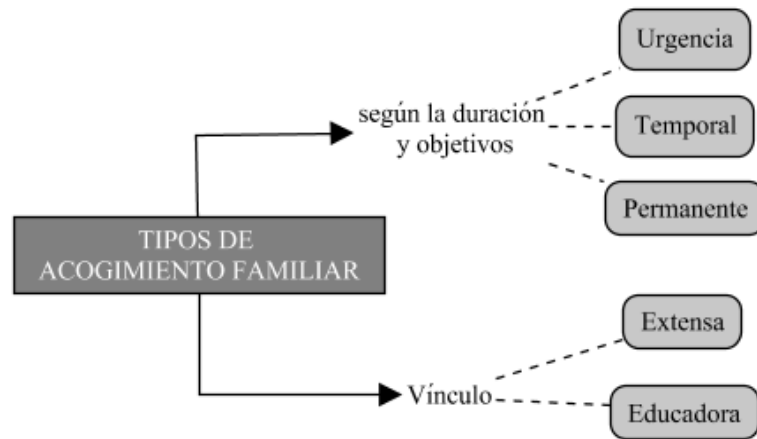 TIPOS DE
ACOGIMIENTO FAMILIAR
según la duración
y objetivos
Urgencia
Temporal
Permanente
Vínculo
Extensa
Educadora